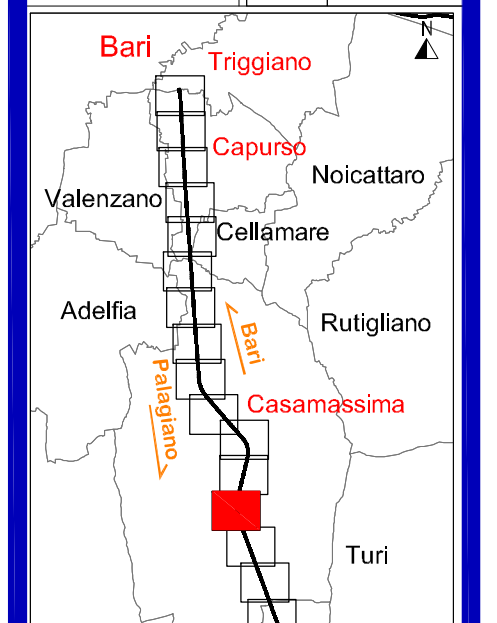 N
Bari
Triggiano
Capurso
Noicattaro
Valenzano
Cellamare
Adelfia
Rutigliano
Bari
Palagiano
Casamassima
Turi